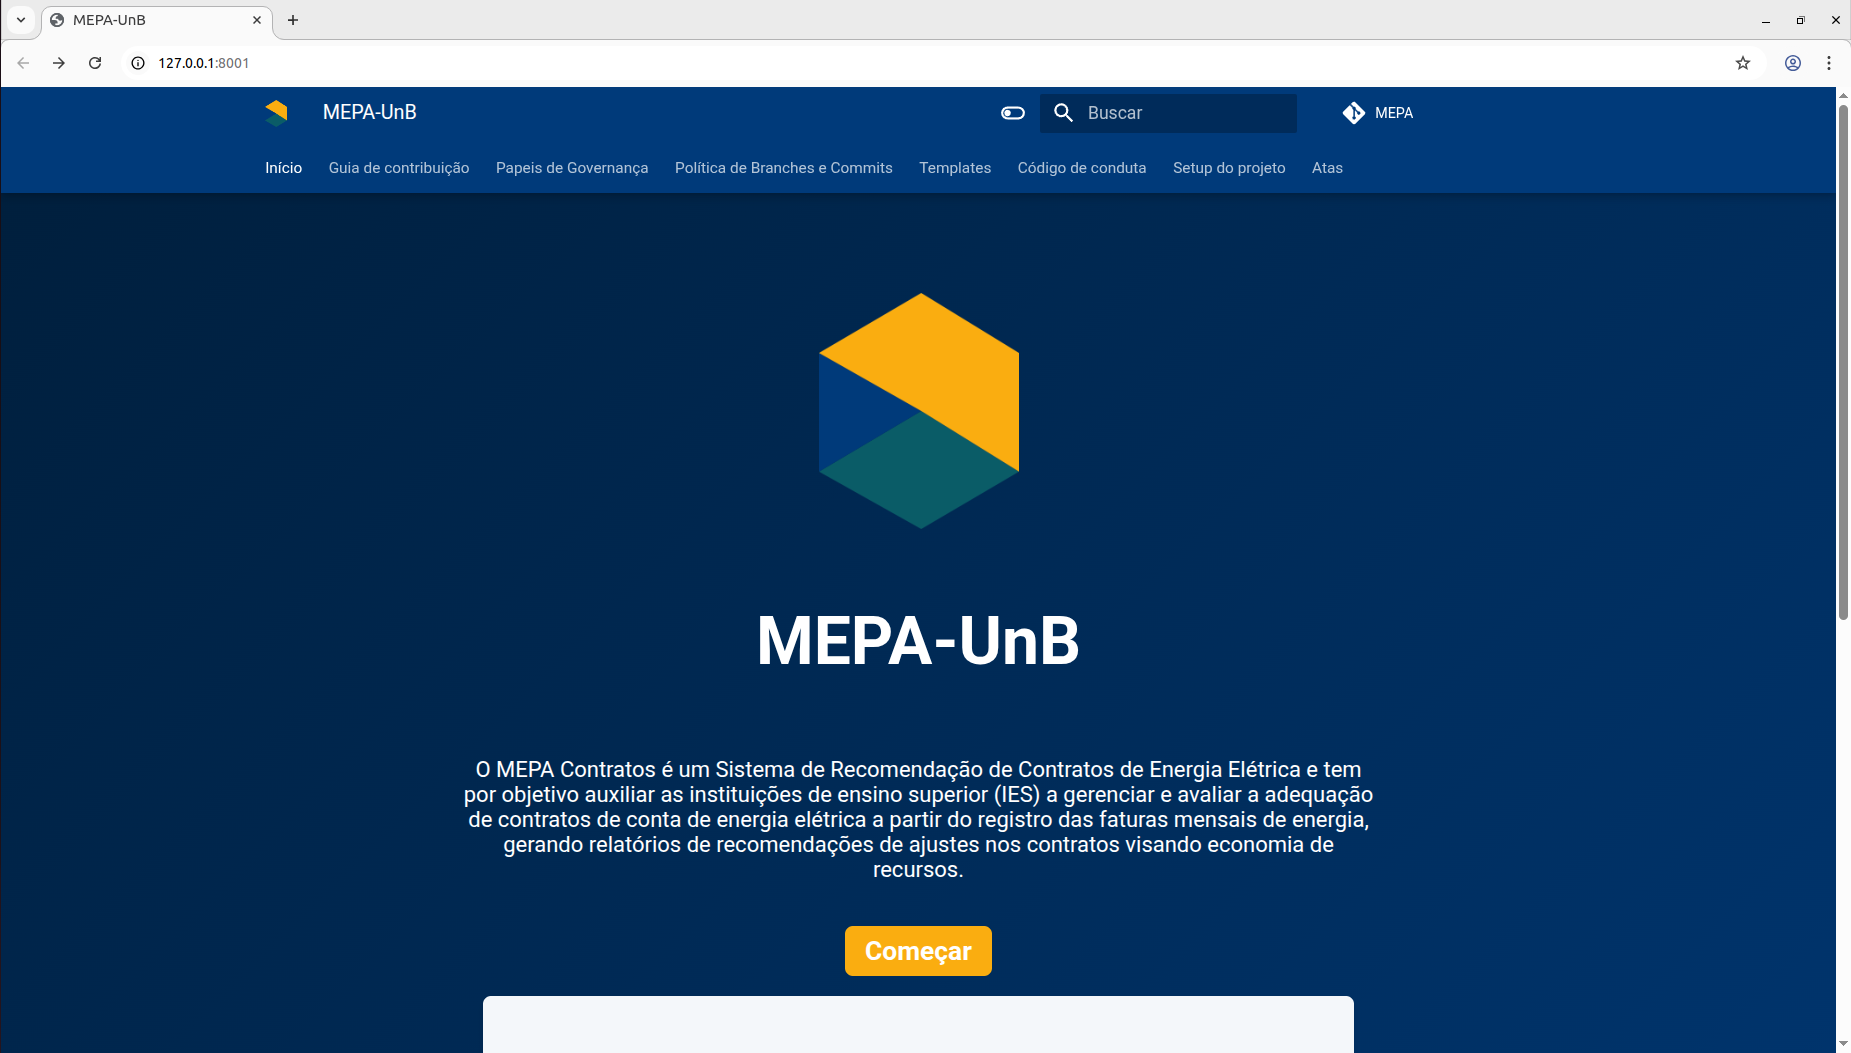 MEPA-UnB
127.0.0.1:8001
MEPA-UnB
Buscar
MEPA
Início Guia de contribuição Papeis de Governança Política de Branches e Commits Templates Código de conduta Setup do projeto Atas
MEPA-UnB
O MEPA Contratos é um Sistema de Recomendação de Contratos de Energia Elétrica e tem
por objetivo auxiliar as instituições de ensino superior (IES) a gerenciar e avaliar a adequação
de contratos de conta de energia elétrica a partir do registro das faturas mensais de energia,
gerando relatórios de recomendações de ajustes nos contratos visando economia de
recursos.
Começar